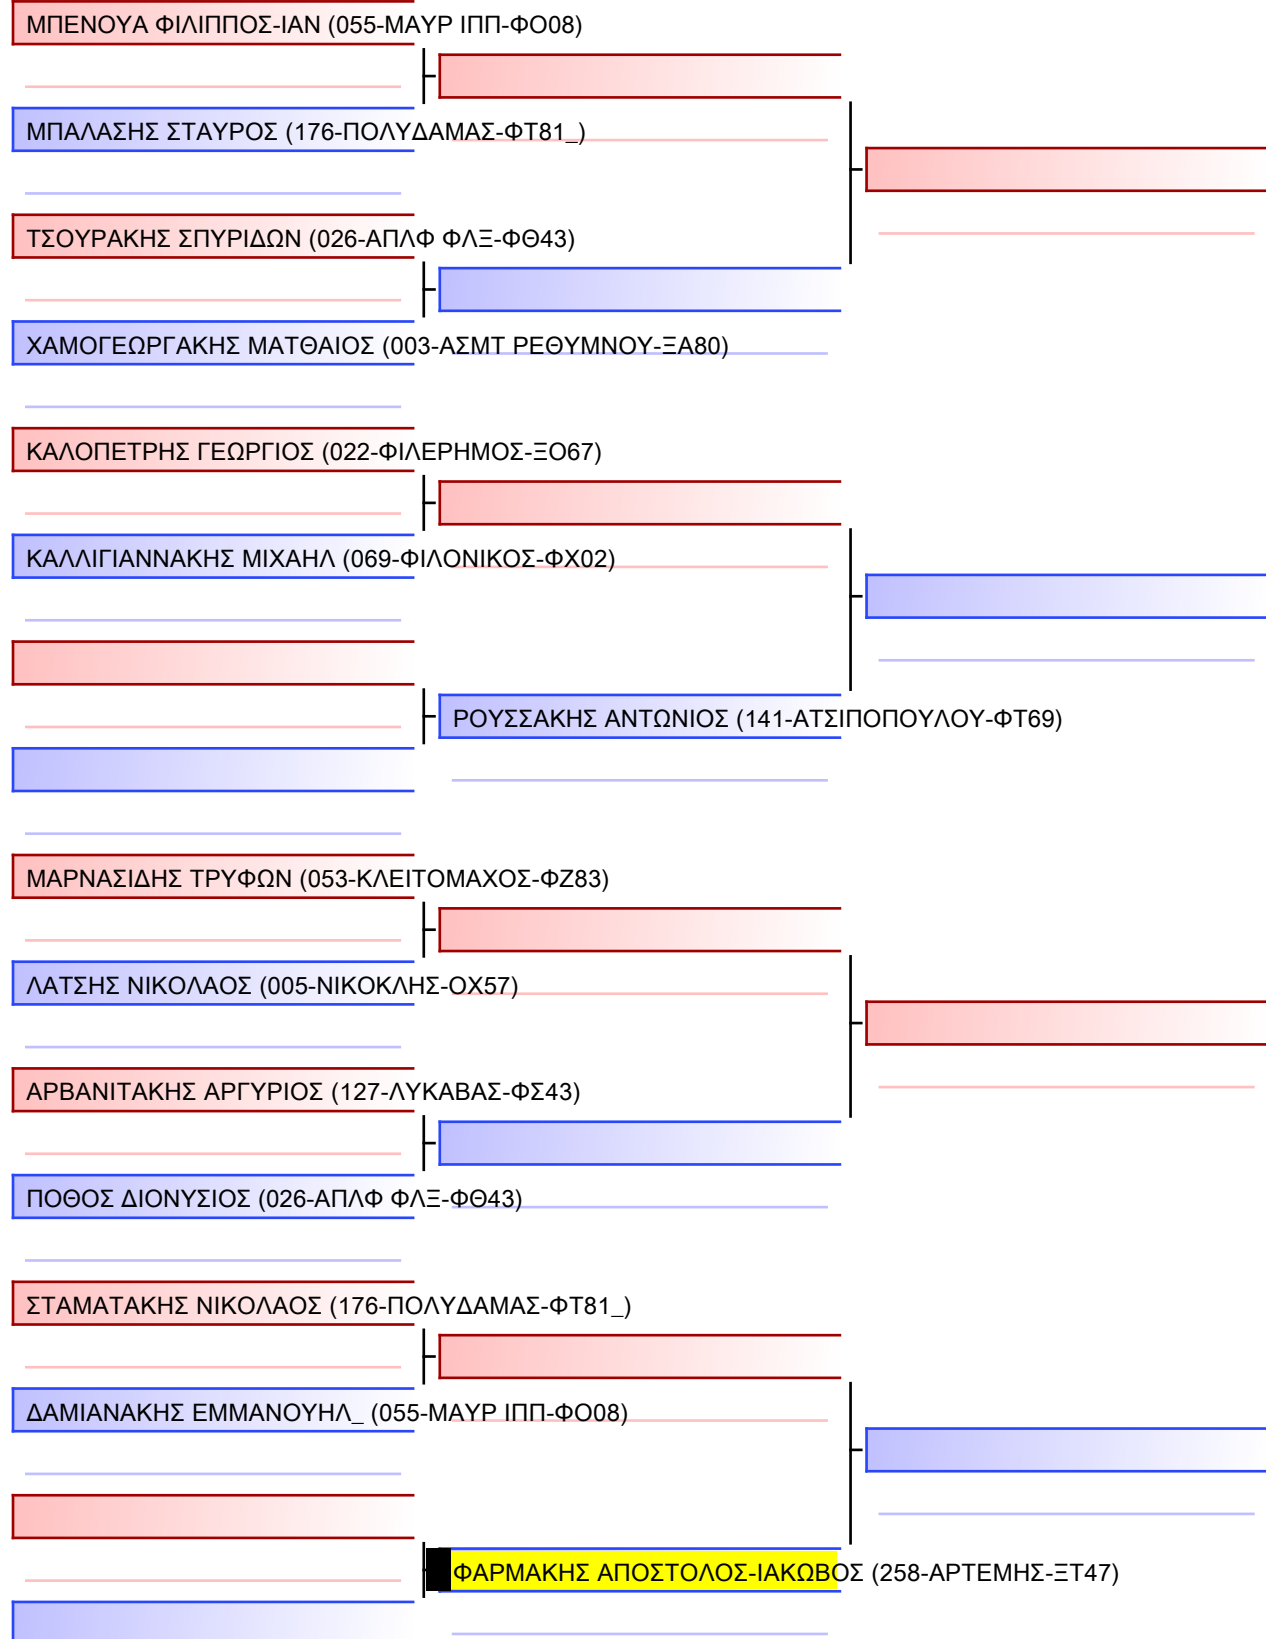 ΜΠΕΝΟΥΑ ΦΙΛΙΠΠΟΣ-ΙΑΝ (055-ΜΑΥΡ ΙΠΠ-ΦΟ08)
ΜΠΑΛΑΣΗΣ ΣΤΑΥΡΟΣ (176-ΠΟΛΥΔΑΜΑΣ-ΦΤ81_)
ΤΣΟΥΡΑΚΗΣ ΣΠΥΡΙΔΩΝ (026-ΑΠΛΦ ΦΛΞ-ΦΘ43)
ΧΑΜΟΓΕΩΡΓΑΚΗΣ ΜΑΤΘΑΙΟΣ (003-ΑΣΜΤ ΡΕΘΥΜΝΟΥ-ΞΑ80)
ΚΑΛΟΠΕΤΡΗΣ ΓΕΩΡΓΙΟΣ (022-ΦΙΛΕΡΗΜΟΣ-ΞΟ67)
ΚΑΛΛΙΓΙΑΝΝΑΚΗΣ ΜΙΧΑΗΛ (069-ΦΙΛΟΝΙΚΟΣ-ΦΧ02)
ΡΟΥΣΣΑΚΗΣ ΑΝΤΩΝΙΟΣ (141-ΑΤΣΙΠΟΠΟΥΛΟΥ-ΦΤ69)
ΜΑΡΝΑΣΙΔΗΣ ΤΡΥΦΩΝ (053-ΚΛΕΙΤΟΜΑΧΟΣ-ΦΖ83)
ΛΑΤΣΗΣ ΝΙΚΟΛΑΟΣ (005-ΝΙΚΟΚΛΗΣ-ΟΧ57)
ΑΡΒΑΝΙΤΑΚΗΣ ΑΡΓΥΡΙΟΣ (127-ΛΥΚΑΒΑΣ-ΦΣ43)
ΠΟΘΟΣ ΔΙΟΝΥΣΙΟΣ (026-ΑΠΛΦ ΦΛΞ-ΦΘ43)
ΣΤΑΜΑΤΑΚΗΣ ΝΙΚΟΛΑΟΣ (176-ΠΟΛΥΔΑΜΑΣ-ΦΤ81_)
ΔΑΜΙΑΝΑΚΗΣ ΕΜΜΑΝΟΥΗΛ_ (055-ΜΑΥΡ ΙΠΠ-ΦΟ08)
ΦΑΡΜΑΚΗΣ ΑΠΟΣΤΟΛΟΣ-ΙΑΚΩΒΟΣ (258-ΑΡΤΕΜΗΣ-ΞΤ47)